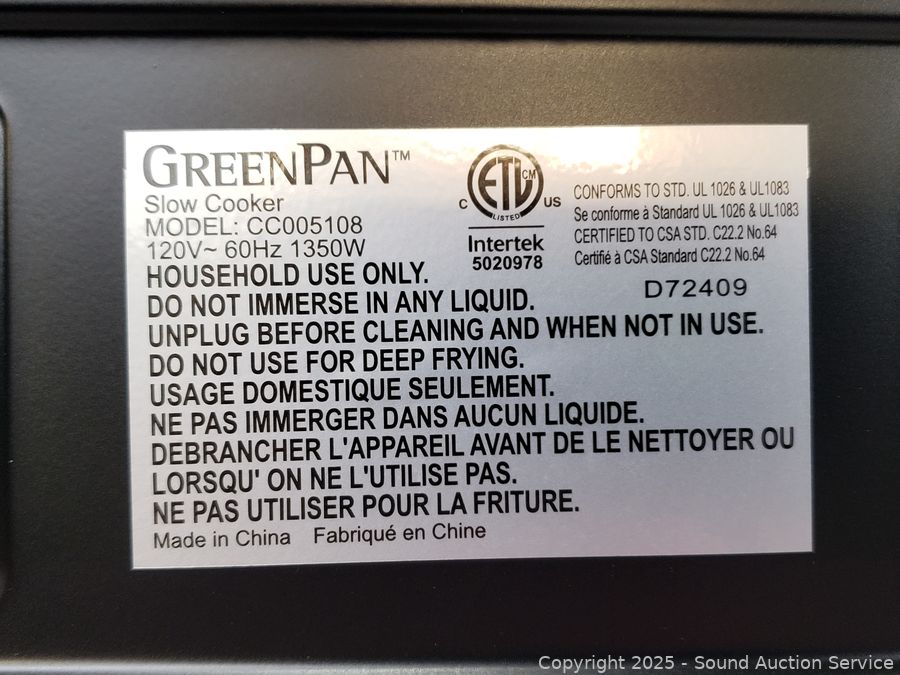 GREENPAN™
Slow Cooker
MODEL: CC005108
120V~ 60Hz 1350W
ETL CM
LISTED
C US
Intertek
5020978
CONFORMS TO STD. UL 1026 & UL1083
Se conforme à Standard UL 1026 & UL1083
CERTIFIED TO CSA STD. C22.2 No.64
Certifié à CSA Standard C22.2 No.64
D72409
HOUSEHOLD USE ONLY.
DO NOT IMMERSE IN ANY LIQUID.
UNPLUG BEFORE CLEANING AND WHEN NOT IN USE.
DO NOT USE FOR DEEP FRYING.
USAGE DOMESTIQUE SEULEMENT.
NE PAS IMMERGER DANS AUCUN LIQUIDE.
DEBRANCHER L'APPAREIL AVANT DE LE NETTOYER OU
LORSQU' ON NE L'UTILISE PAS.
NE PAS UTILISER POUR LA FRITURE.
Made in China Fabriqué en Chine
Copyright 2025 - Sound Auction Service